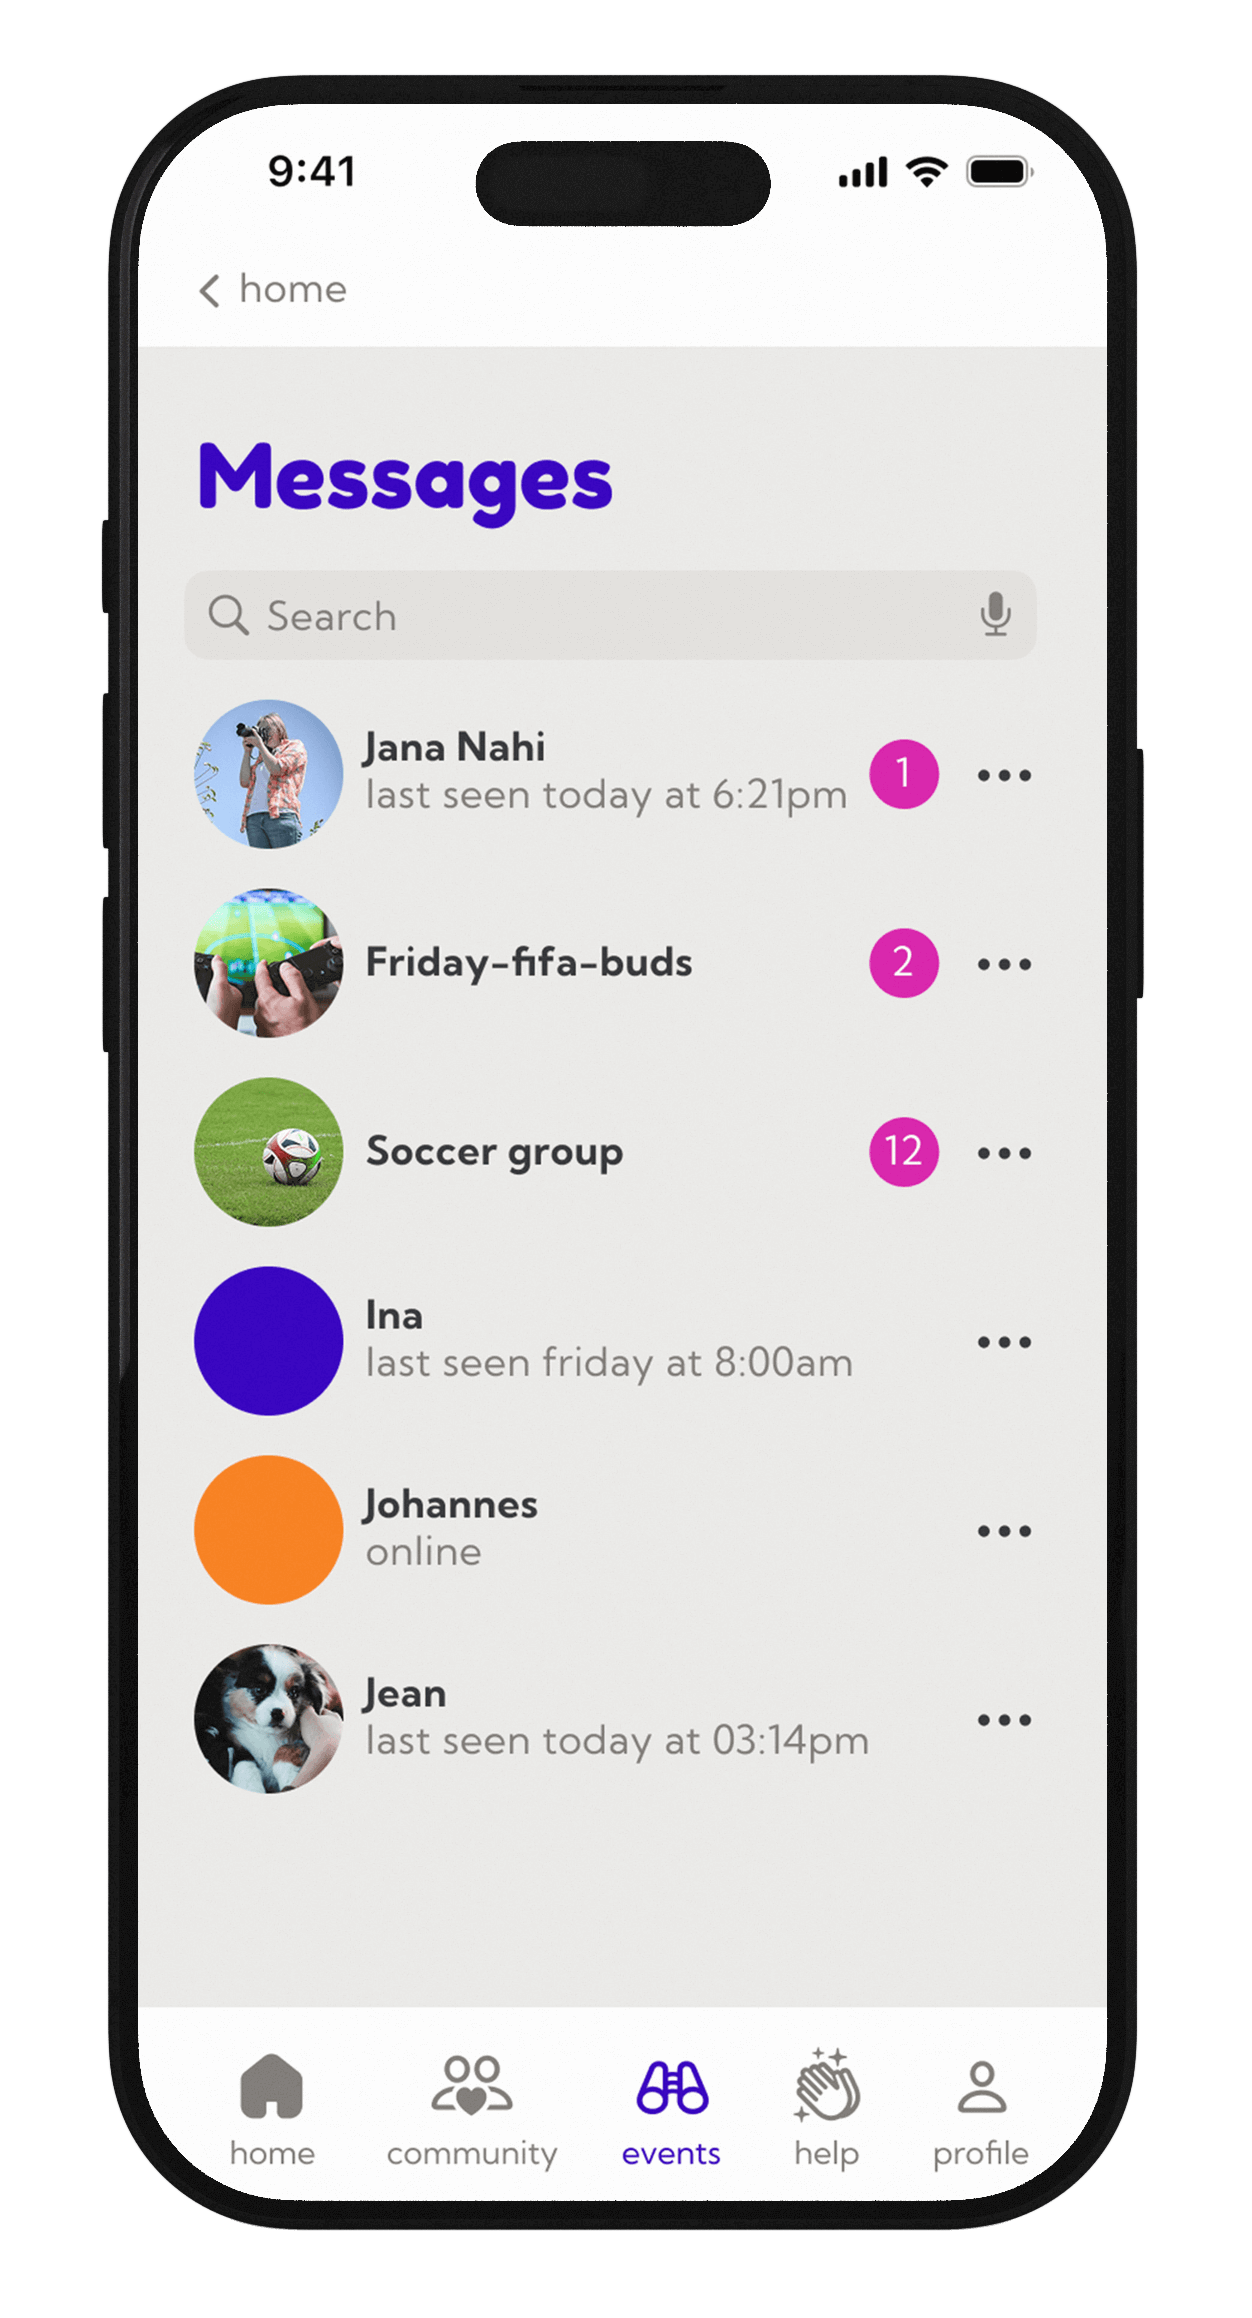 9:41
home
Messages
Search
Jana Nahi
last seen today at 6:21pm
1
Friday-fifa-buds
2
Soccer group
12
Ina
last seen friday at 8:00am
Johannes
online
Jean
last seen today at 03:14pm
home community events help profile